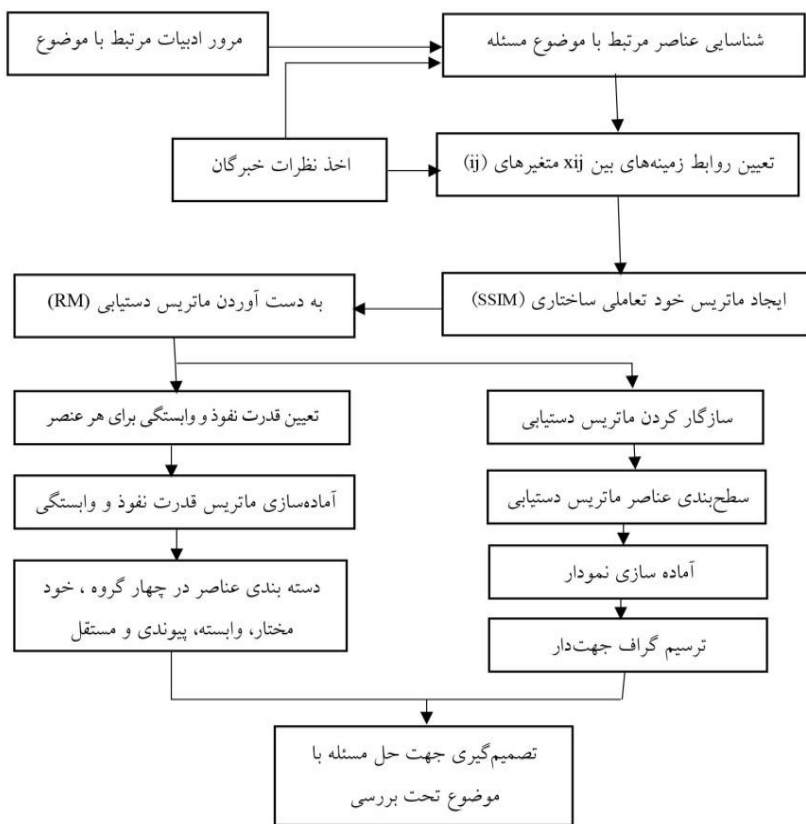 شناسایی عناصر مرتبط با موضوع مسئله
مرور ادبیات مرتبط با موضوع
اخذ نظرات خبرگان
تعیین روابط زمینه‌های بین xij متغیرهای (ij)
ایجاد ماتریس خود تعاملی ساختاری (SSIM)
به دست آوردن ماتریس دستیابی (RM)
سازگار کردن ماتریس دستیابی
تعیین قدرت نفوذ و وابستگی برای هر عنصر
سطح‌بندی عناصر ماتریس دستیابی
آماده‌سازی ماتریس قدرت نفوذ و وابستگی
آماده سازی نمودار
دسته بندی عناصر در چهار گروه ، خود
مختار، وابسته، پیوندی و مستقل
ترسیم گراف جهت‌دار
تصمیم‌گیری جهت حل مسئله با
موضوع تحت بررسی